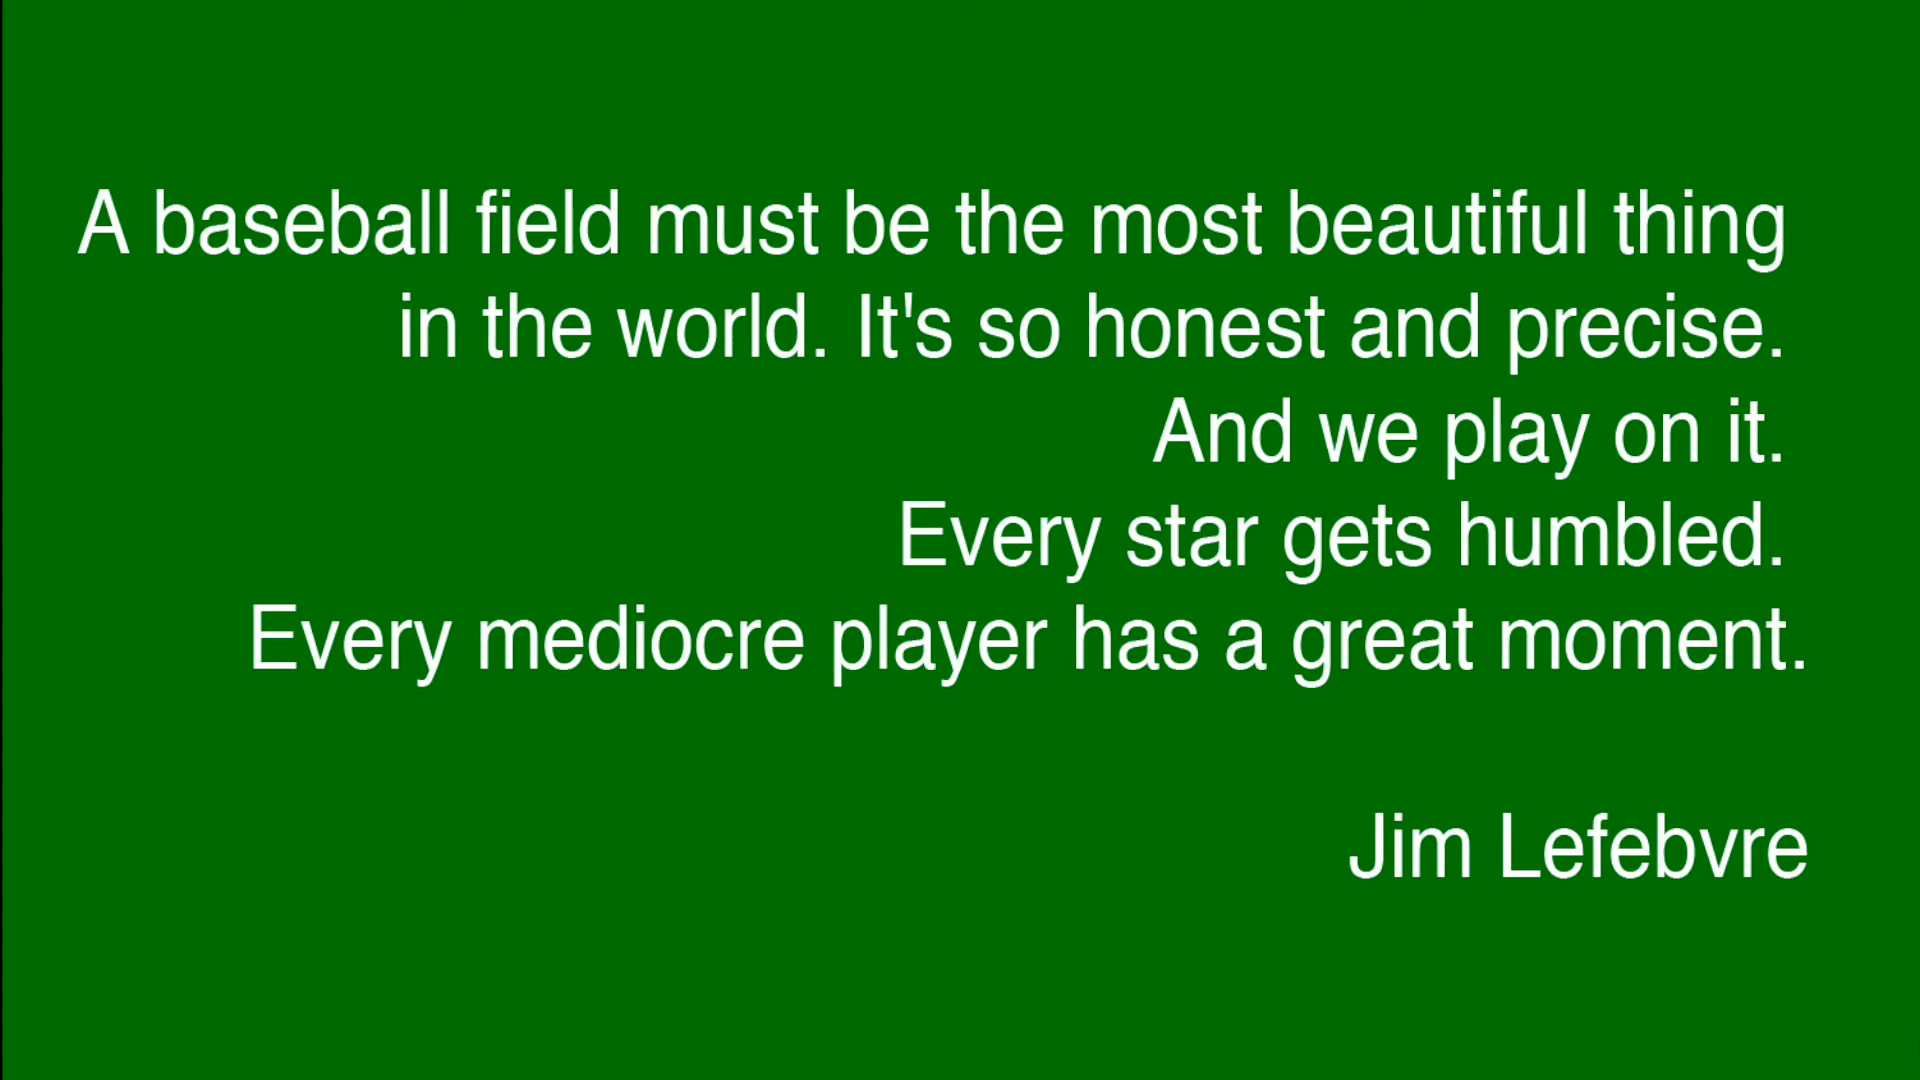 A baseball field must be the most beautiful thing
in the world. It's so honest and precise.
And we play on it.
Every star gets humbled.
Every mediocre player has a great moment.
Jim Lefebvre